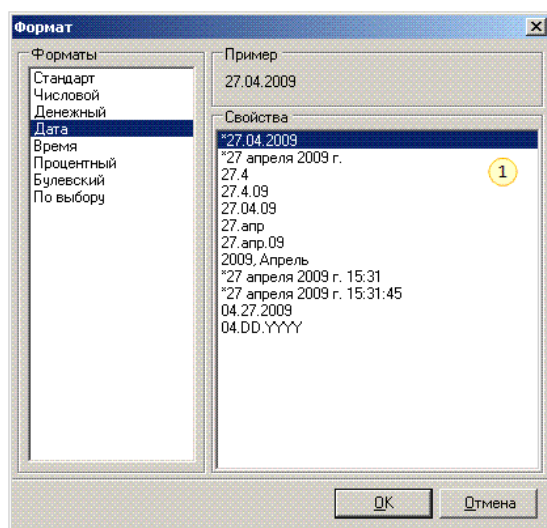 Формат
Форматы
Стандарт
Числовой
Денежный
Дата
Время
Процентный
Булевский
По выбору
Пример
27.04.2009
Свойства
*27.04.2009
*27 апреля 2009 г.
27.4
27.4.09
27.04.09
27.апр
27.апр.09
2009, Апрель
*27 апреля 2009 г. 15:31
*27 апреля 2009 г. 15:31:45
04.27.2009
04.DD.YYYY
1
OK
Отмена